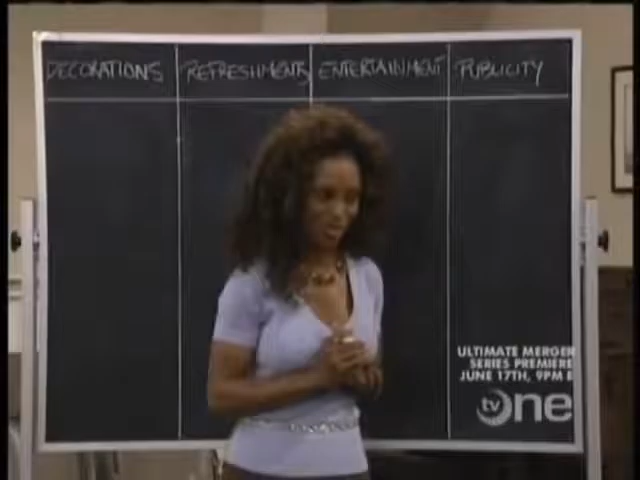 DECORATIONS REFRESHMENTS ENTERTAINMENT PUBLICITY
ULTIMATE MERGER
SERIES PREMIERE
JUNE 17TH, 9PM E
tv One